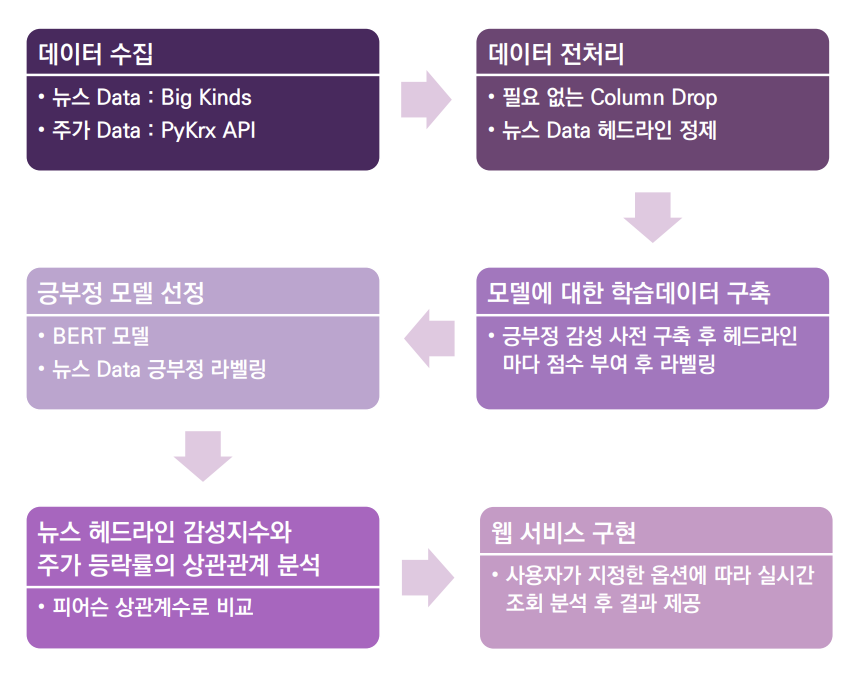 데이터 수집
• 뉴스 Data : Big Kinds
• 주가 Data : PyKrx API
데이터 전처리
• 필요 없는 Column Drop
• 뉴스 Data 헤드라인 정제
모델에 대한 학습데이터 구축
• 긍부정 감성 사전 구축 후 헤드라인
마다 점수 부여 후 라벨링
긍부정 모델 선정
• BERT 모델
• 뉴스 Data 긍부정 라벨링
뉴스 헤드라인 감성지수와
주가 등락률의 상관관계 분석
• 피어슨 상관계수로 비교
웹 서비스 구현
• 사용자가 지정한 옵션에 따라 실시간
조회 분석 후 결과 제공